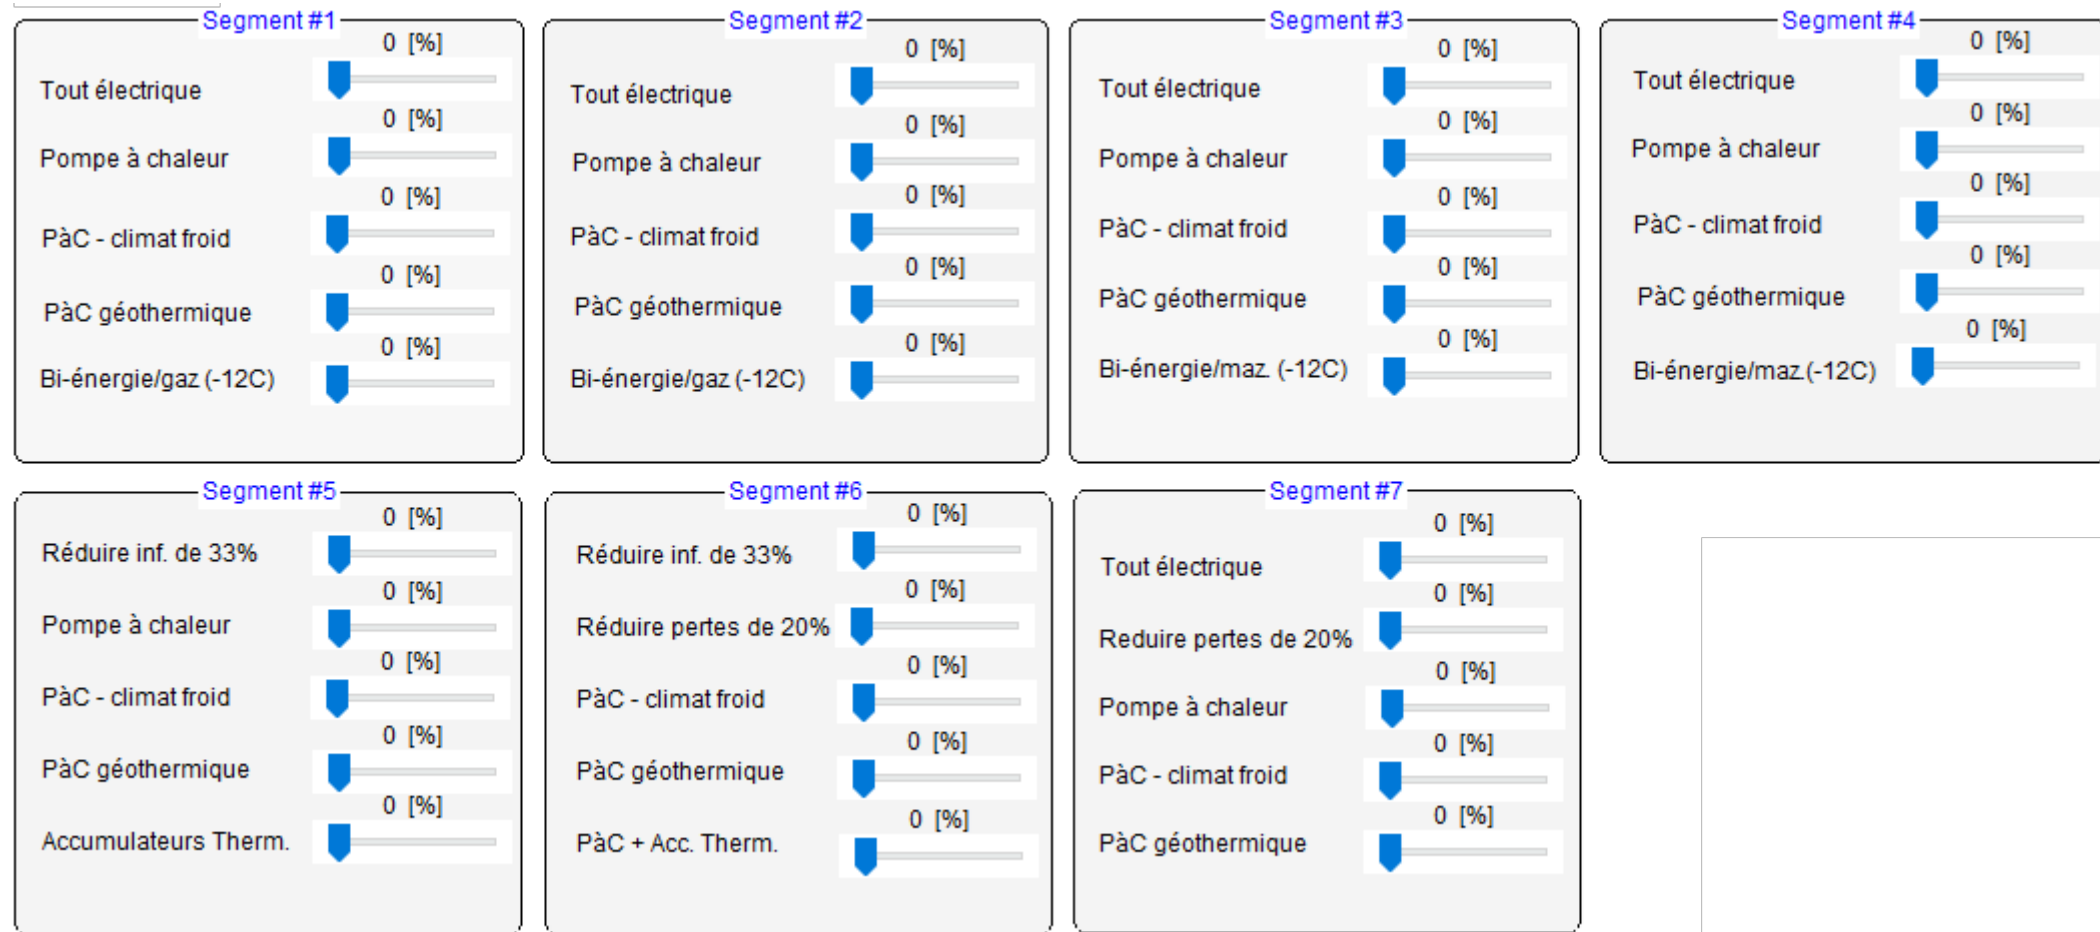 Segment #1
0 [%]
Tout électrique
0 [%]
Pompe à chaleur
0 [%]
PàC - climat froid
0 [%]
PàC géothermique
0 [%]
Bi-énergie/gaz (-12C)
Segment #2
0 [%]
Tout électrique
0 [%]
Pompe à chaleur
0 [%]
PàC - climat froid
0 [%]
PàC géothermique
0 [%]
Bi-énergie/gaz (-12C)
Segment #3
0 [%]
Tout électrique
0 [%]
Pompe à chaleur
0 [%]
PàC - climat froid
0 [%]
PàC géothermique
0 [%]
Bi-énergie/maz. (-12C)
Segment #4
0 [%]
Tout électrique
0 [%]
Pompe à chaleur
0 [%]
PàC - climat froid
0 [%]
PàC géothermique
0 [%]
Bi-énergie/maz.(-12C)
Segment #5
0 [%]
Réduire inf. de 33%
0 [%]
Pompe à chaleur
0 [%]
PàC - climat froid
0 [%]
PàC géothermique
0 [%]
Accumulateurs Therm.
Segment #6
0 [%]
Réduire inf. de 33%
0 [%]
Réduire pertes de 20%
0 [%]
PàC - climat froid
0 [%]
PàC géothermique
0 [%]
PàC + Acc. Therm.
Segment #7
0 [%]
Tout électrique
0 [%]
Reduire pertes de 20%
0 [%]
Pompe à chaleur
0 [%]
PàC - climat froid
0 [%]
PàC géothermique